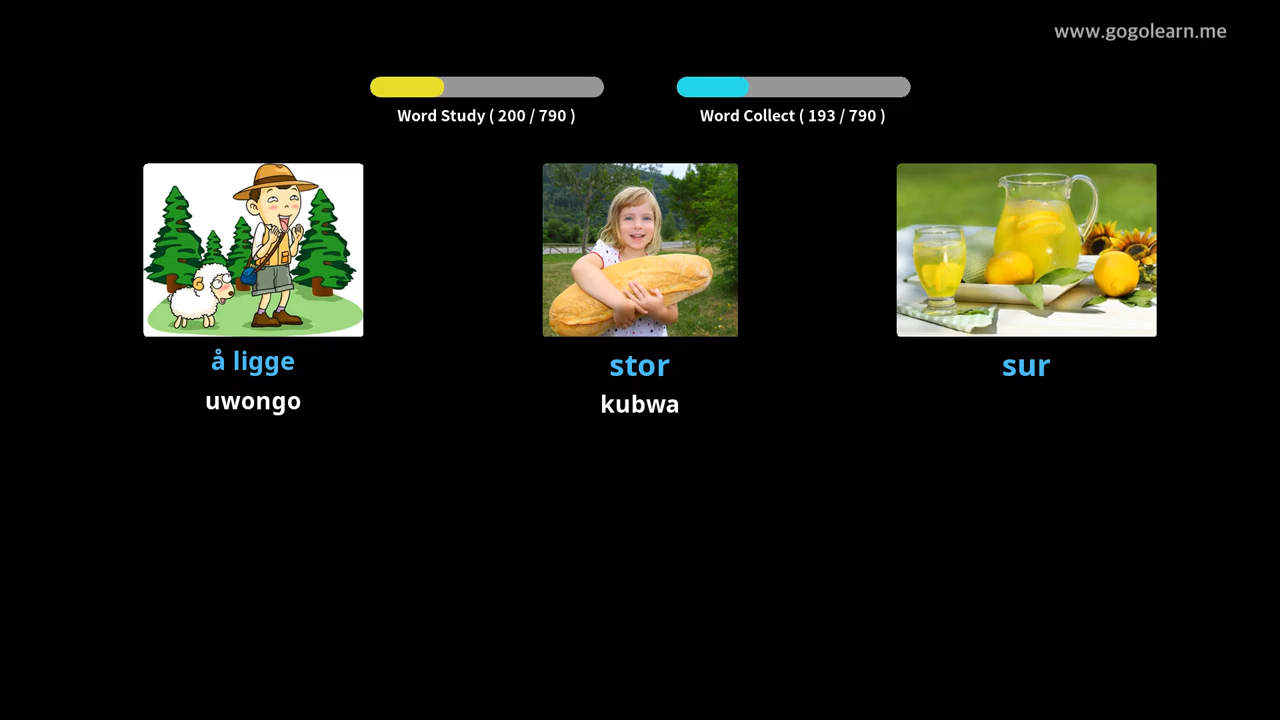 www.gogolearn.me
Word Study ( 200 / 790 )
Word Collect ( 193 / 790 )
å ligge
stor
sur
uwongo
kubwa